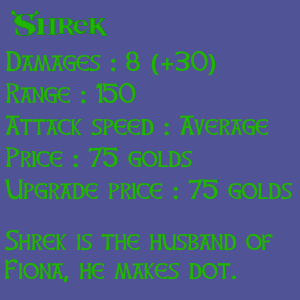 Shrek
Damages : 8 (+30)
Range : 150
Attack speed : Average
Price : 75 golds
Upgrade price : 75 golds
Shrek is the husband of
Fiona, he makes dot.